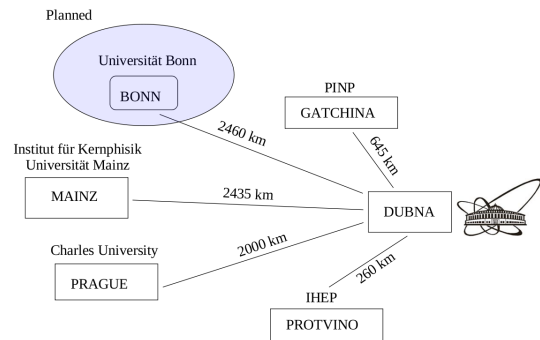 Planned
Universität Bonn
BONN
PINP
GATCHINA
2460 km
645 km
Institut für Kernphisik
Universität Mainz
MAINZ
2435 km
DUBNA
Charles University
PRAGUE
2000 km
260 km
IHEP
PROTVINO